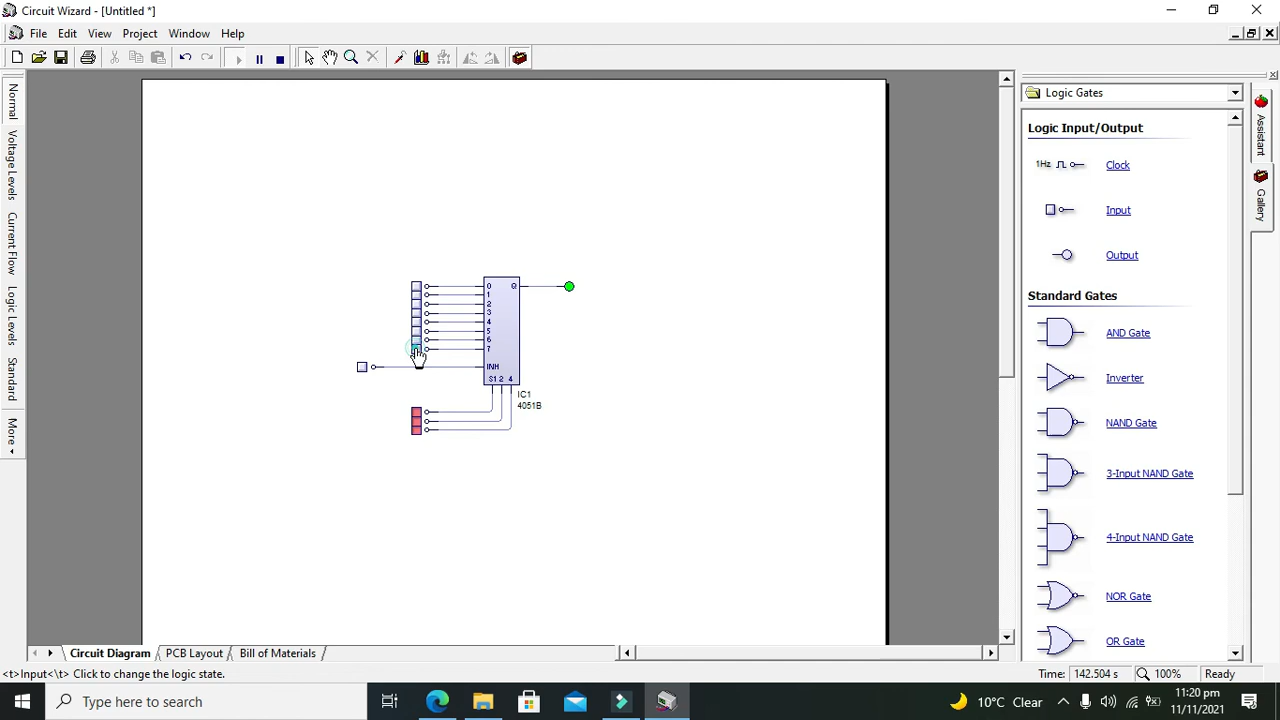 Circuit Wizard - [Untitled *]
File Edit View Project Window Help
Normal
Voltage Levels
Current Flow
Logic Levels
Standard
More
0 Q
1
2
3
4
5
6
7
INH
S1 2 4
IC1
4051B
Logic Gates
Logic Input/Output
1Hz Clock
Input
Output
Standard Gates
AND Gate
Inverter
NAND Gate
3-Input NAND Gate
4-Input NAND Gate
NOR Gate
OR Gate
Assistant
Gallery
Circuit Diagram PCB Layout Bill of Materials
<t>Input<\t> Click to change the logic state. Time: 142.504 s 100% Ready
Type here to search 10°C Clear 11:20 pm
11/11/2021